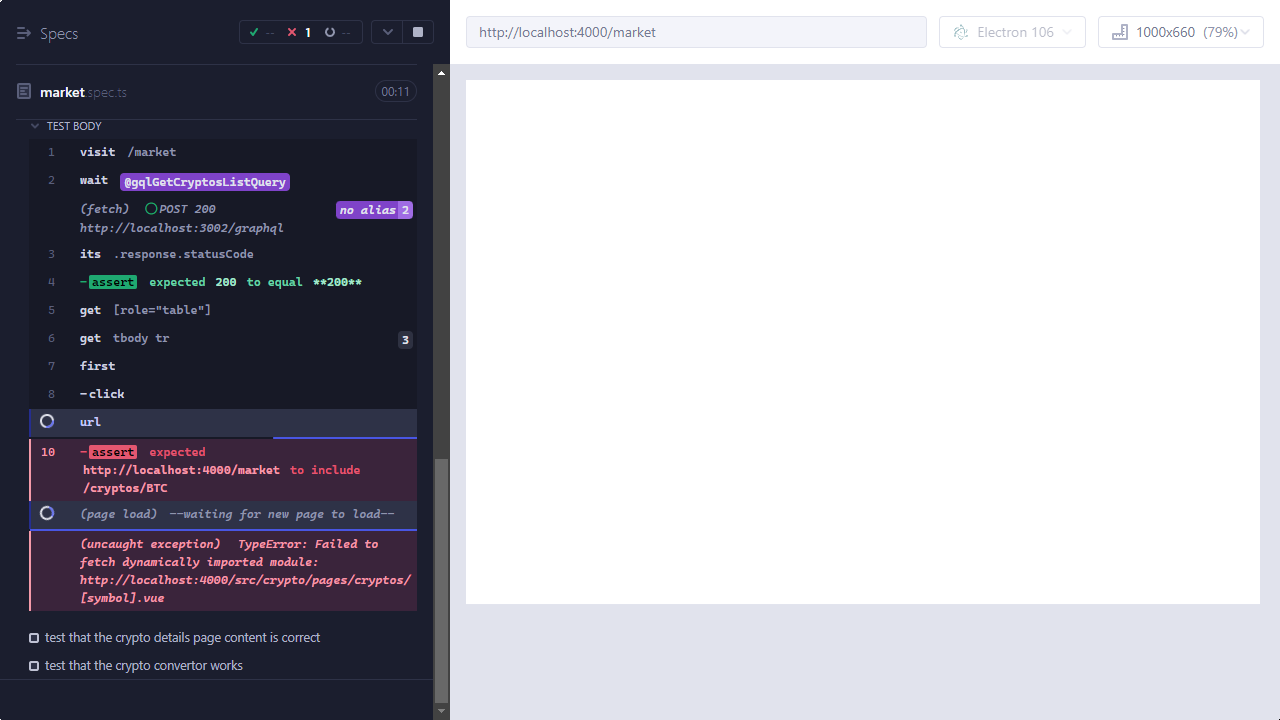 Specs
-- 1 --
http://localhost:4000/market
Electron 106
1000x660 (79%)
market.spec.ts
00:11
TEST BODY
1 visit /market
2 wait @gqlGetCryptosListQuery
(fetch) POST 200 no alias 2
http://localhost:3002/graphql
3 its .response.statusCode
4 -assert expected 200 to equal **200**
5 get [role="table"]
6 get tbody tr 3
7 first
8 -click
url
10 -assert expected
http://localhost:4000/market to include
/cryptos/BTC
(page load) --waiting for new page to load--
(uncaught exception) TypeError: Failed to
fetch dynamically imported module:
http://localhost:4000/src/crypto/pages/cryptos/
[symbol].vue
test that the crypto details page content is correct
test that the crypto convertor works